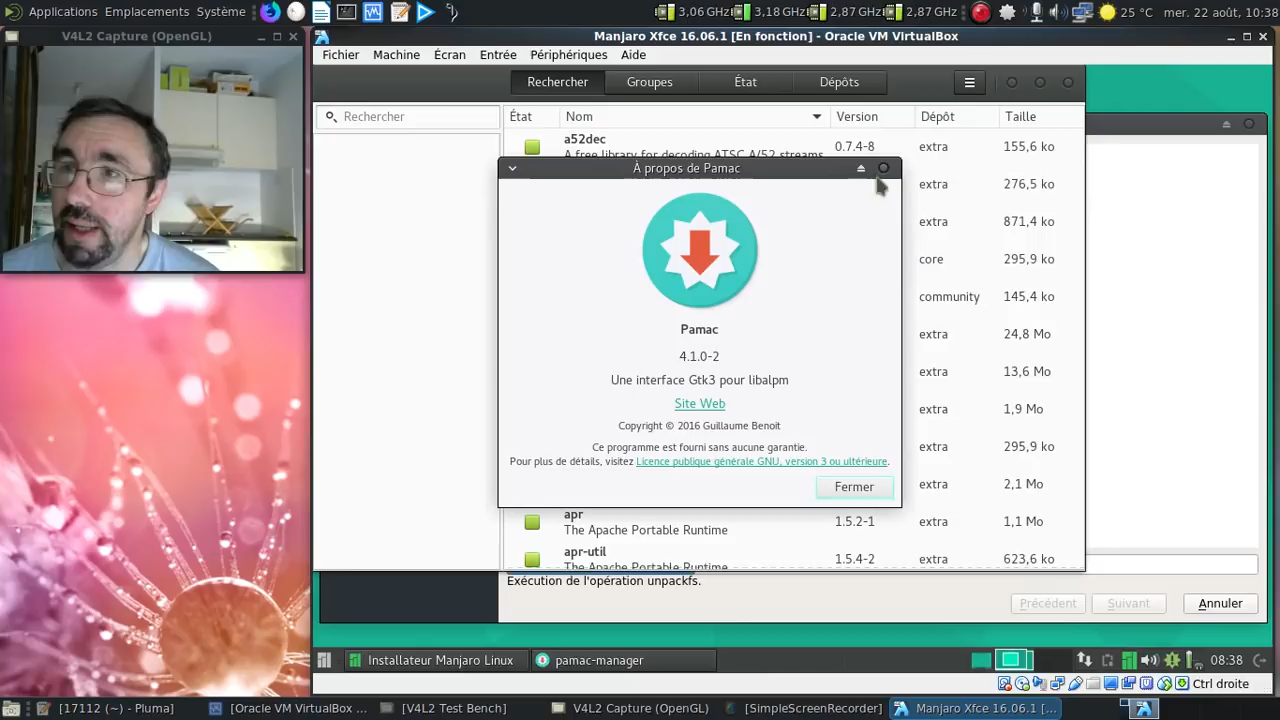 Applications Emplacements Système
3,06 GHz 3,18 GHz 2,87 GHz 2,87 GHz 25 °C mer. 22 août, 10:38
V4L2 Capture (OpenGL)
Manjaro Xfce 16.06.1 [En fonction] - Oracle VM VirtualBox
Fichier Machine Écran Entrée Périphériques Aide
Rechercher Groupes État Dépôts
Rechercher
État Nom Version Dépôt Taille
a52dec 0.7.4-8 extra 155,6 ko
A free library for decoding ATSC A/52 streams
À propos de Pamac
extra 276,5 ko
extra 871,4 ko
core 295,9 ko
community 145,4 ko
extra 24,8 Mo
extra 13,6 Mo
extra 1,9 Mo
extra 295,9 ko
extra 2,1 Mo
Pamac
4.1.0-2
Une interface Gtk3 pour libalpm
Site Web
Copyright © 2016 Guillaume Benoit
Ce programme est fourni sans aucune garantie.
Pour plus de détails, visitez Licence publique générale GNU, version 3 ou ultérieure.
Fermer
apr 1.5.2-1 extra 1,1 Mo
The Apache Portable Runtime
apr-util 1.5.4-2 extra 623,6 ko
The Apache Portable Runtime
Exécution de l'opération unpackfs.
Précédent Suivant Annuler
Installateur Manjaro Linux pamac-manager 08:38
Ctrl droite
[17112 (~) - Pluma] [Oracle VM VirtualBox ... [V4L2 Test Bench] V4L2 Capture (OpenGL) [SimpleScreenRecorder] Manjaro Xfce 16.06.1 [...